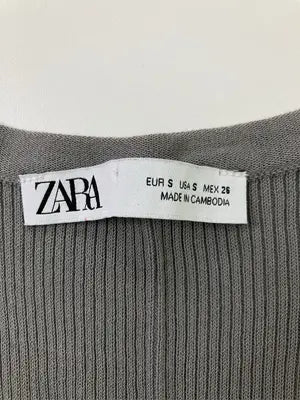 ZARA
EUR S USA S MEX 26
MADE IN CAMBODIA